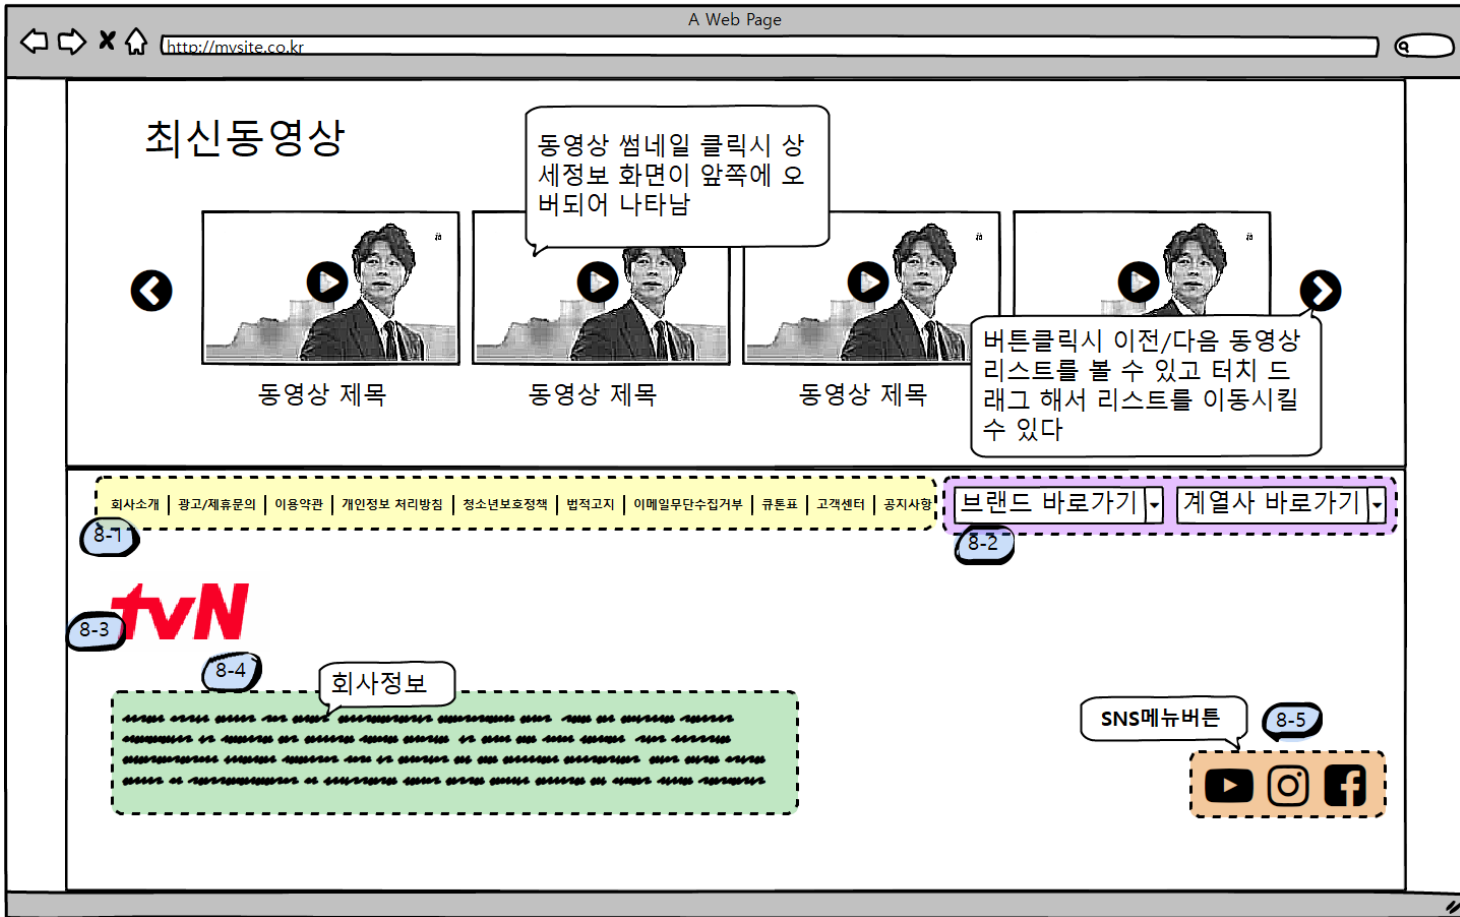 A Web Page
http://mysite.co.kr
최신동영상
동영상 썸네일 클릭시 상
세정보 화면이 앞쪽에 오
버되어 나타남
동영상 제목
동영상 제목
동영상 제목
버튼클릭시 이전/다음 동영상
리스트를 볼 수 있고 터치 드
래그 해서 리스트를 이동시킬
수 있다
회사소개 | 광고/제휴문의 | 이용약관 | 개인정보 처리방침 | 청소년보호정책 | 법적고지 | 이메일무단수집거부 | 큐톤표 | 고객센터 | 공지사항
브랜드 바로가기
계열사 바로가기
8-1
8-2
tvN
8-3
8-4
회사정보
SNS메뉴버튼
8-5